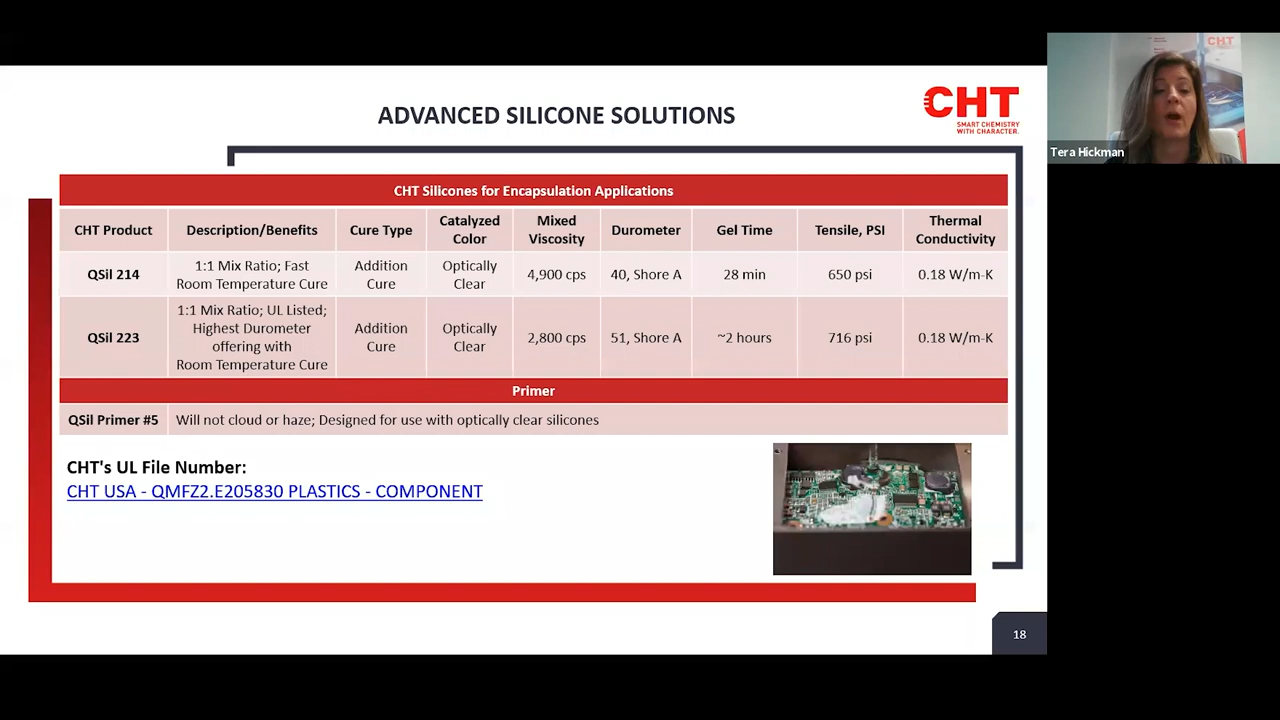 ADVANCED SILICONE SOLUTIONS
CHT
SMART CHEMISTRY
WITH CHARACTER.
Tera Hickman
CHT Silicones for Encapsulation Applications
CHT Product
Description/Benefits
Cure Type
Catalyzed
Color
Mixed
Viscosity
Durometer
Gel Time
Tensile, PSI
Thermal
Conductivity
QSil 214
1:1 Mix Ratio; Fast
Room Temperature Cure
Addition
Cure
Optically
Clear
4,900 cps
40, Shore A
28 min
650 psi
0.18 W/m-K
QSil 223
1:1 Mix Ratio; UL Listed;
Highest Durometer
offering with
Room Temperature Cure
Addition
Cure
Optically
Clear
2,800 cps
51, Shore A
~2 hours
716 psi
0.18 W/m-K
Primer
QSil Primer #5
Will not cloud or haze; Designed for use with optically clear silicones
CHT's UL File Number:
CHT USA - QMFZ2.E205830 PLASTICS - COMPONENT
18